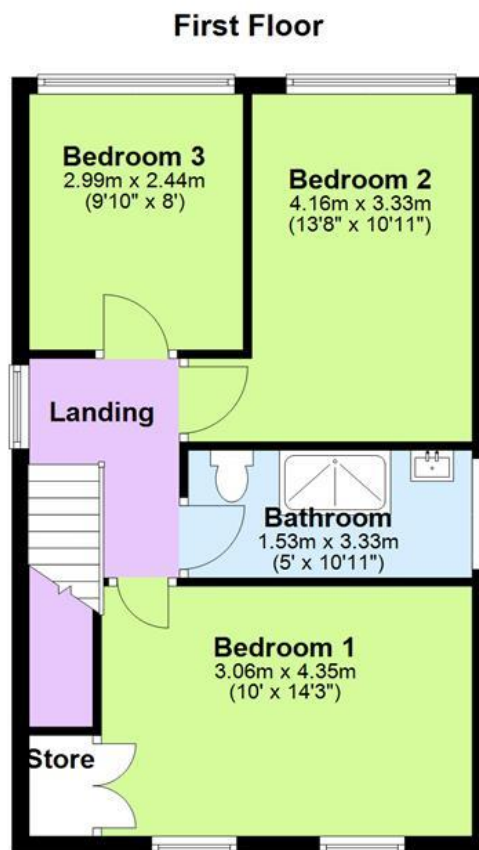 First Floor
Bedroom 3
2.99m x 2.44m
(9'10" x 8')
Bedroom 2
4.16m x 3.33m
(13'8" x 10'11")
Landing
Bathroom
1.53m x 3.33m
(5' x 10'11")
Bedroom 1
3.06m x 4.35m
(10' x 14'3")
Store